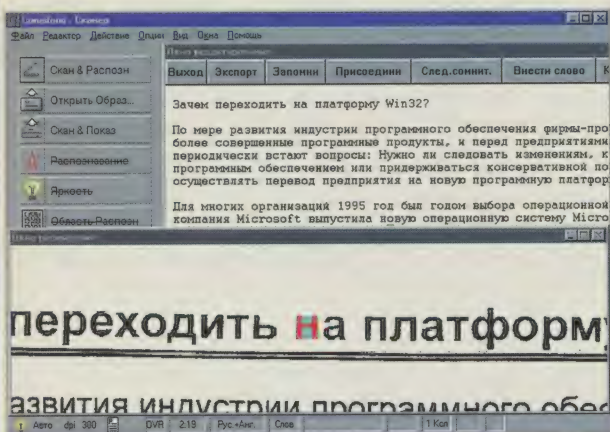 Сканер
Файл Редактор Действие Опции Вид Окна Помощь
Скан & Распозн
Открыть Образ...
Скан & Показ
Распознавание
Яркость
Область Распозн
Выход Экспорт Запомни Присоедини След.сомнит. Внести слово К
Зачем переходить на платформу Win32?
По мере развития индустрии программного обеспечения фирмы-про
более совершенные программные продукты, и перед предприятиями
периодически встают вопросы: Нужно ли следовать изменениям, к
программным обеспечением или придерживаться консервативной по
осуществлять перевод предприятия на новую программную платфор
Для многих организаций 1995 год был годом выбора операционной
компания Microsoft выпустила новую операционную систему Micro
переходить на платформ
азвития индустрии программного обес
Авто dpi 300 DVR 2:19 Рус.+Анг. Слов 1 Кол